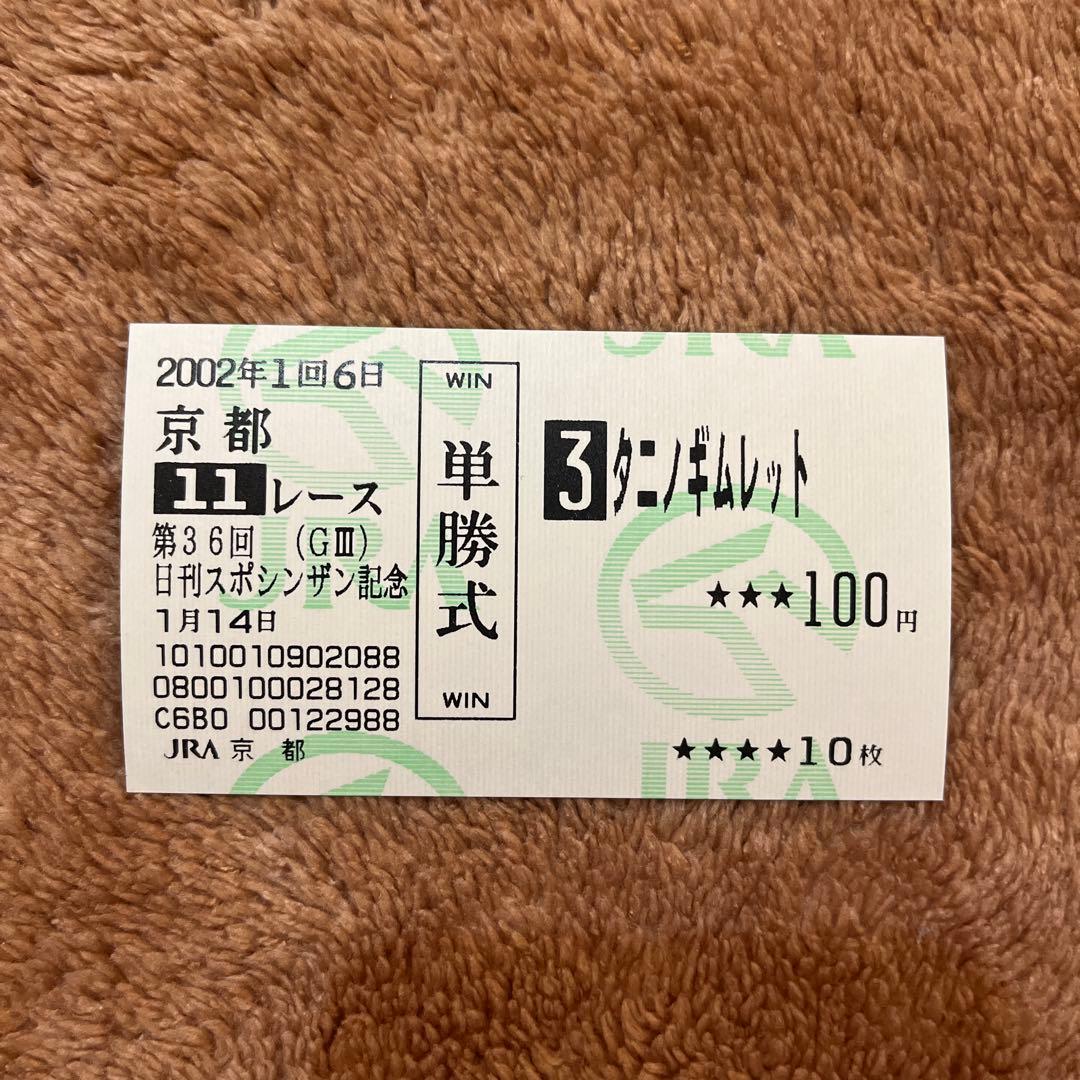 2002年1回6日
京都
11レース
第36回 (GⅢ)
日刊スポシンザン記念
1月14日
1010010902088
0800100028128
C6B0 00122988
JRA 京 都
WIN
単勝式
WIN
3 タニノギムレット
★★★100円
★★★★10枚
JRA
JRA
JRA